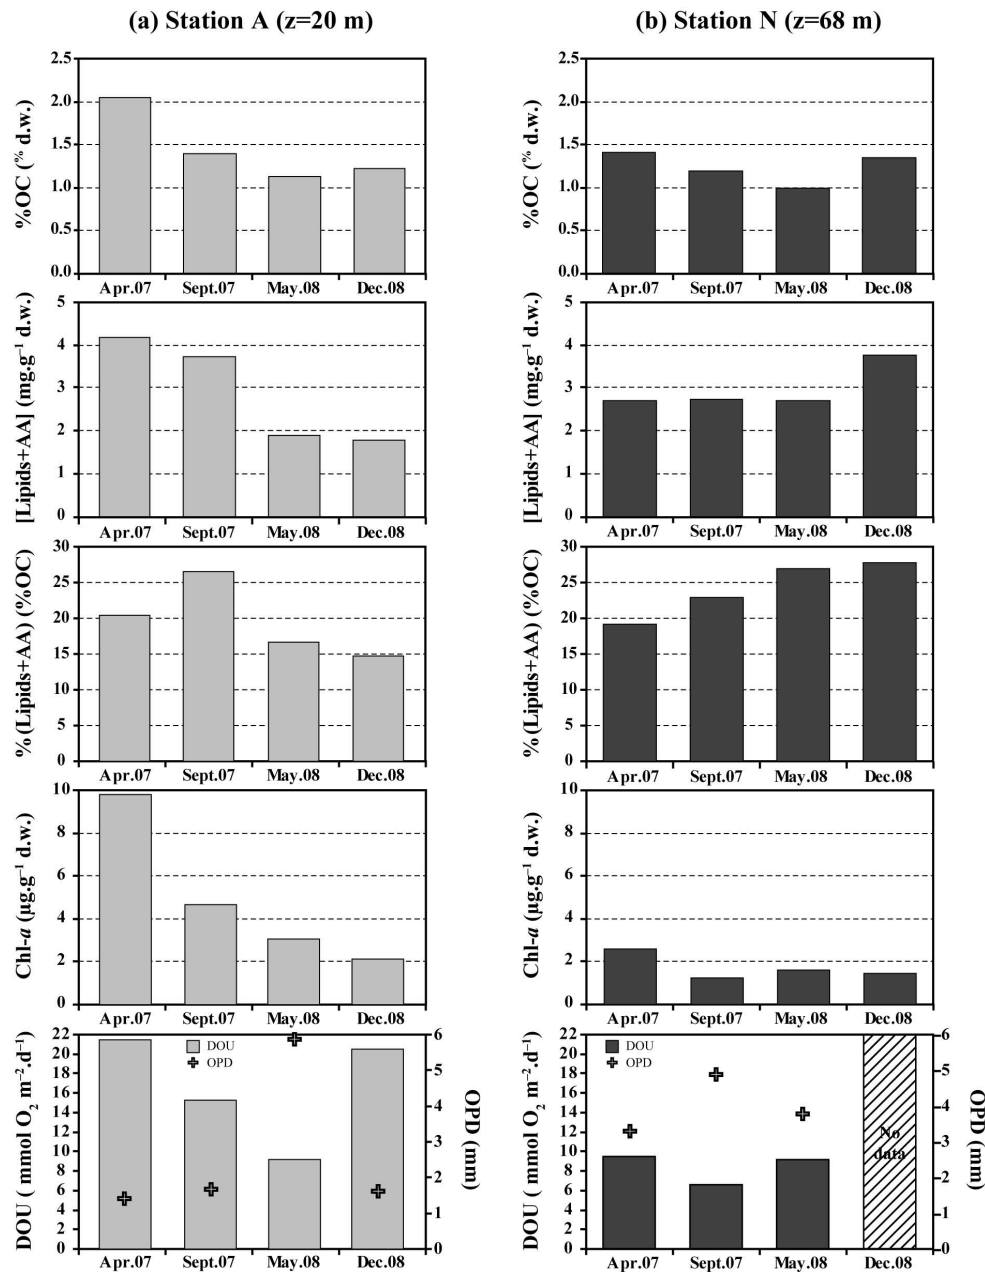 (a) Station A (z=20 m)
(b) Station N (z=68 m)
%OC (% d.w.)
2.5
2.0
1.5
1.0
0.5
0.0
Apr.07 Sept.07 May.08 Dec.08
%OC (% d.w.)
2.5
2.0
1.5
1.0
0.5
0.0
Apr.07 Sept.07 May.08 Dec.08
[Lipids+AA] (mg.g⁻¹ d.w.)
5
4
3
2
1
0
Apr.07 Sept.07 May.08 Dec.08
[Lipids+AA] (mg.g⁻¹ d.w.)
5
4
3
2
1
0
Apr.07 Sept.07 May.08 Dec.08
%(Lipids+AA) (%OC)
30
25
20
15
10
5
0
Apr.07 Sept.07 May.08 Dec.08
%(Lipids+AA) (%OC)
30
25
20
15
10
5
0
Apr.07 Sept.07 May.08 Dec.08
Chl-a (µg.g⁻¹ d.w.)
10
8
6
4
2
0
Apr.07 Sept.07 May.08 Dec.08
Chl-a (µg.g⁻¹ d.w.)
10
8
6
4
2
0
Apr.07 Sept.07 May.08 Dec.08
DOU ( mmol O₂ m⁻².d⁻¹)
22
20
18
16
14
12
10
8
6
4
2
0
DOU
OPD
6
5
4
3
2
1
0
OPD (mm)
Apr.07 Sept.07 May.08 Dec.08
DOU ( mmol O₂ m⁻².d⁻¹)
22
20
18
16
14
12
10
8
6
4
2
0
DOU
OPD
No
data
6
5
4
3
2
1
0
OPD (mm)
Apr.07 Sept.07 May.08 Dec.08